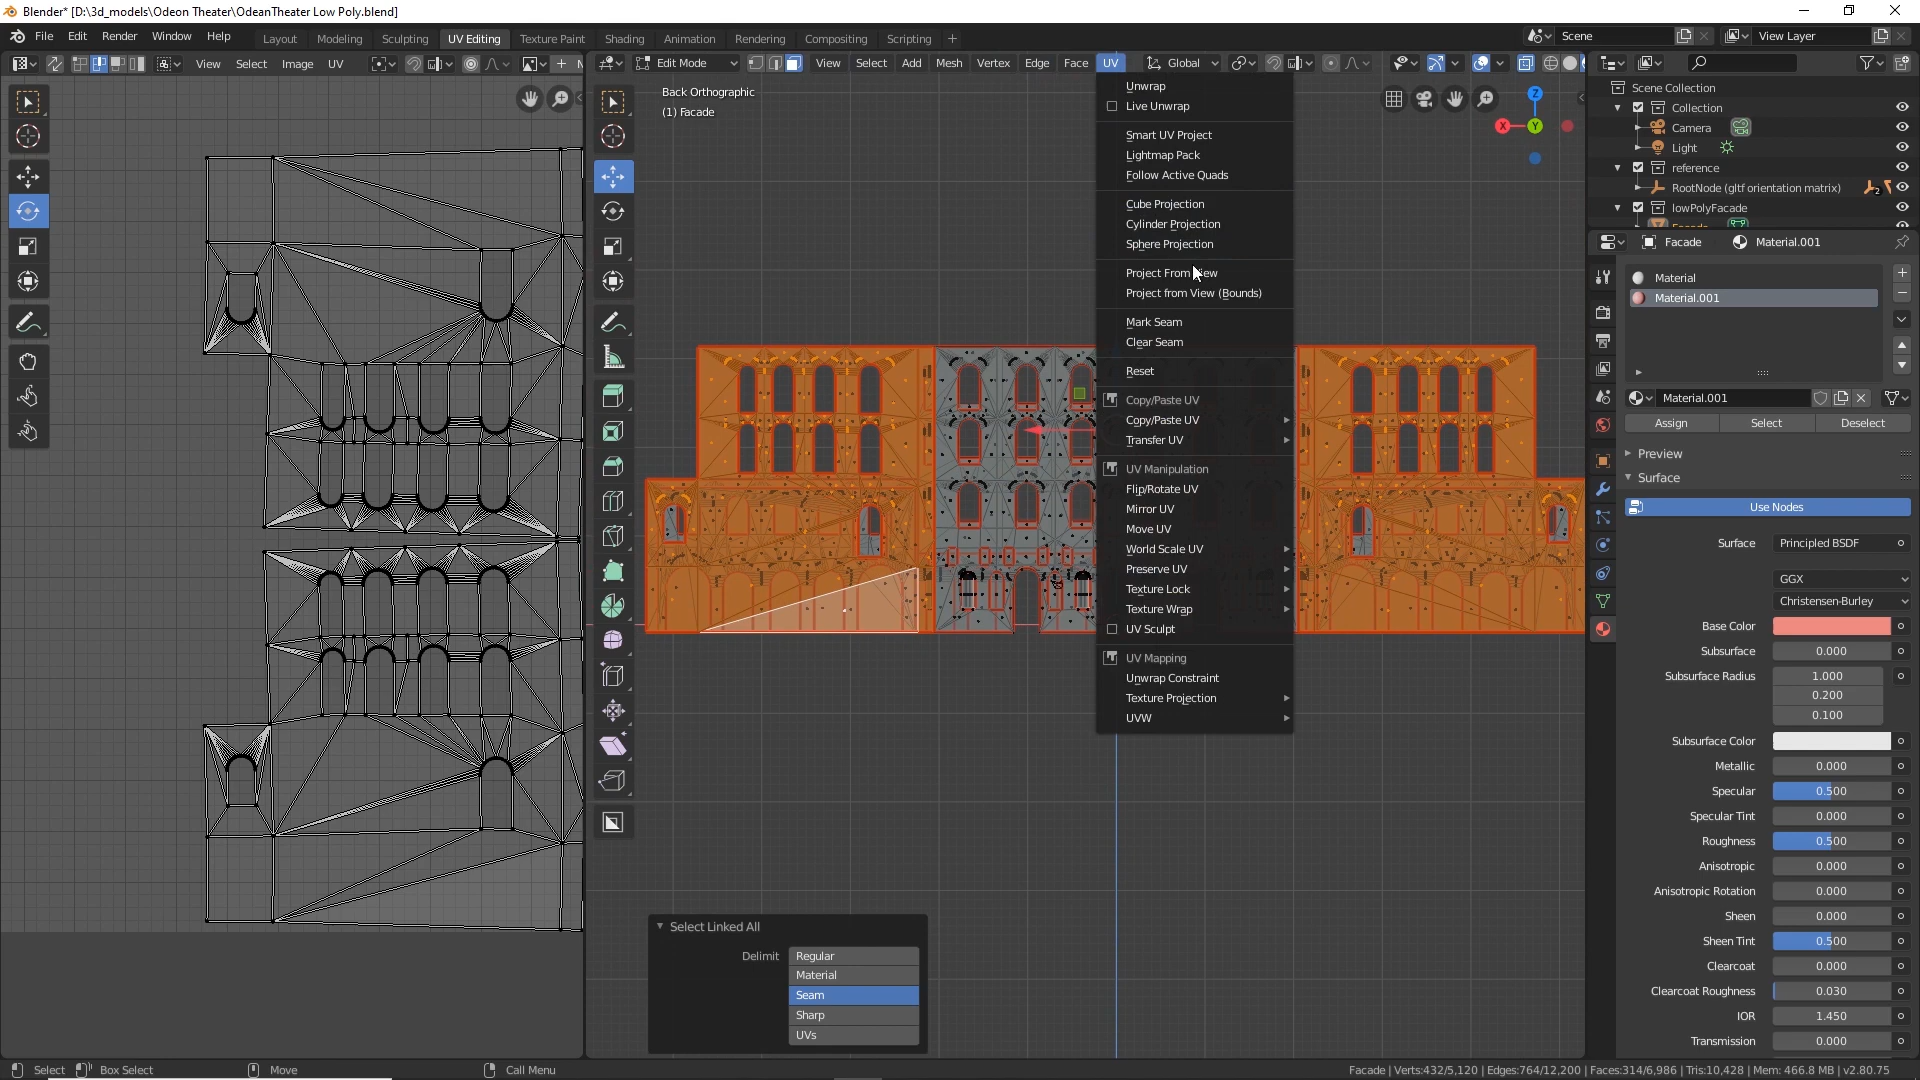 Blender* [D:\3d_models\Odeon Theater\OdeanTheater Low Poly.blend]
File Edit Render Window Help
Layout Modeling Sculpting UV Editing Texture Paint Shading Animation Rendering Compositing Scripting +
Scene
View Layer
View Select Image UV
Edit Mode
View Select Add Mesh Vertex Edge Face UV
Global
Back Orthographic
(1) Facade
Z
X
Y
Unwrap
Live Unwrap
Smart UV Project
Lightmap Pack
Follow Active Quads
Cube Projection
Cylinder Projection
Sphere Projection
Project From View
Project from View (Bounds)
Mark Seam
Clear Seam
Reset
Copy/Paste UV
Copy/Paste UV
Transfer UV
UV Manipulation
Flip/Rotate UV
Mirror UV
Move UV
World Scale UV
Preserve UV
Texture Lock
Texture Wrap
UV Sculpt
UV Mapping
Unwrap Constraint
Texture Projection
UVW
Select Linked All
Delimit
Regular
Material
Seam
Sharp
UVs
Scene Collection
Collection
Camera
Light
reference
RootNode (gltf orientation matrix)
2
lowPolyFacade
Facade
Facade
Material.001
Material
Material.001
Material.001
Assign
Select
Deselect
Preview
Surface
Use Nodes
Surface Principled BSDF
GGX
Christensen-Burley
Base Color
Subsurface 0.000
Subsurface Radius 1.000
0.200
0.100
Subsurface Color
Metallic 0.000
Specular 0.500
Specular Tint 0.000
Roughness 0.500
Anisotropic 0.000
Anisotropic Rotation 0.000
Sheen 0.000
Sheen Tint 0.500
Clearcoat 0.000
Clearcoat Roughness 0.030
IOR 1.450
Transmission 0.000
Select
Box Select
Move
Call Menu
Facade | Verts:432/5,120 | Edges:764/12,200 | Faces:314/6,986 | Tris:10,428 | Mem: 466.8 MB | v2.80.75